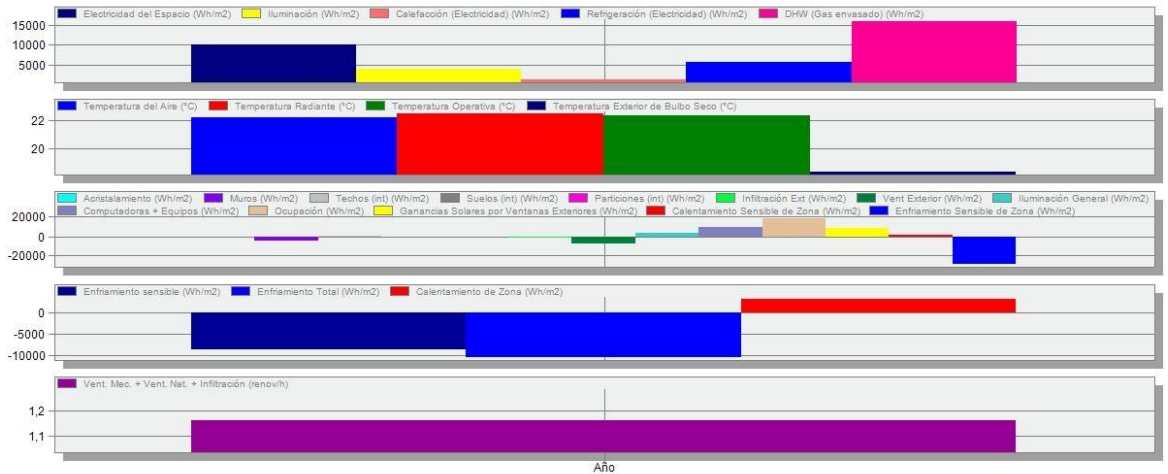 Electricidad del Espacio (Wh/m2) Iluminación (Wh/m2) Calefacción (Electricidad) (Wh/m2) Refrigeración (Electricidad) (Wh/m2) DHW (Gas envasado) (Wh/m2)
15000
10000
5000
Temperatura del Aire (°C) Temperatura Radiante (°C) Temperatura Operativa (°C) Temperatura Exterior de Bulbo Seco (°C)
22
20
Acristalamiento (Wh/m2) Muros (Wh/m2) Techos (int) (Wh/m2) Suelos (int) (Wh/m2) Particiones (int) (Wh/m2) Infiltración Ext (Wh/m2) Vent Exterior (Wh/m2) Iluminación General (Wh/m2)
Computadoras + Equipos (Wh/m2) Ocupación (Wh/m2) Ganancias Solares por Ventanas Exteriores (Wh/m2) Calentamiento Sensible de Zona (Wh/m2) Enfriamiento Sensible de Zona (Wh/m2)
20000
0
-20000
Enfriamiento sensible (Wh/m2) Enfriamiento Total (Wh/m2) Calentamiento de Zona (Wh/m2)
0
-5000
-10000
Vent. Mec. + Vent. Nat. + Infiltración (renov/h)
1,2
1,1
Año